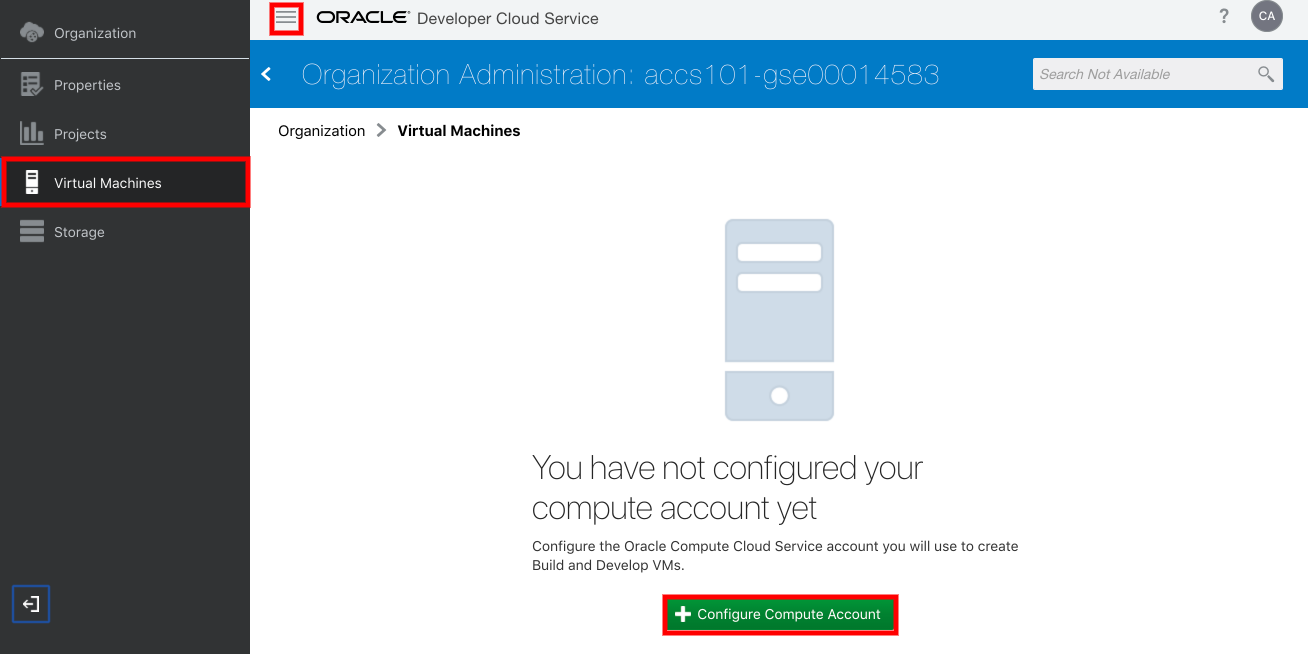 Organization
Properties
Projects
Virtual Machines
Storage
ORACLE® Developer Cloud Service
? CA
Organization Administration: accs101-gse00014583
Search Not Available
Organization > Virtual Machines
You have not configured your
compute account yet
Configure the Oracle Compute Cloud Service account you will use to create
Build and Develop VMs.
Configure Compute Account